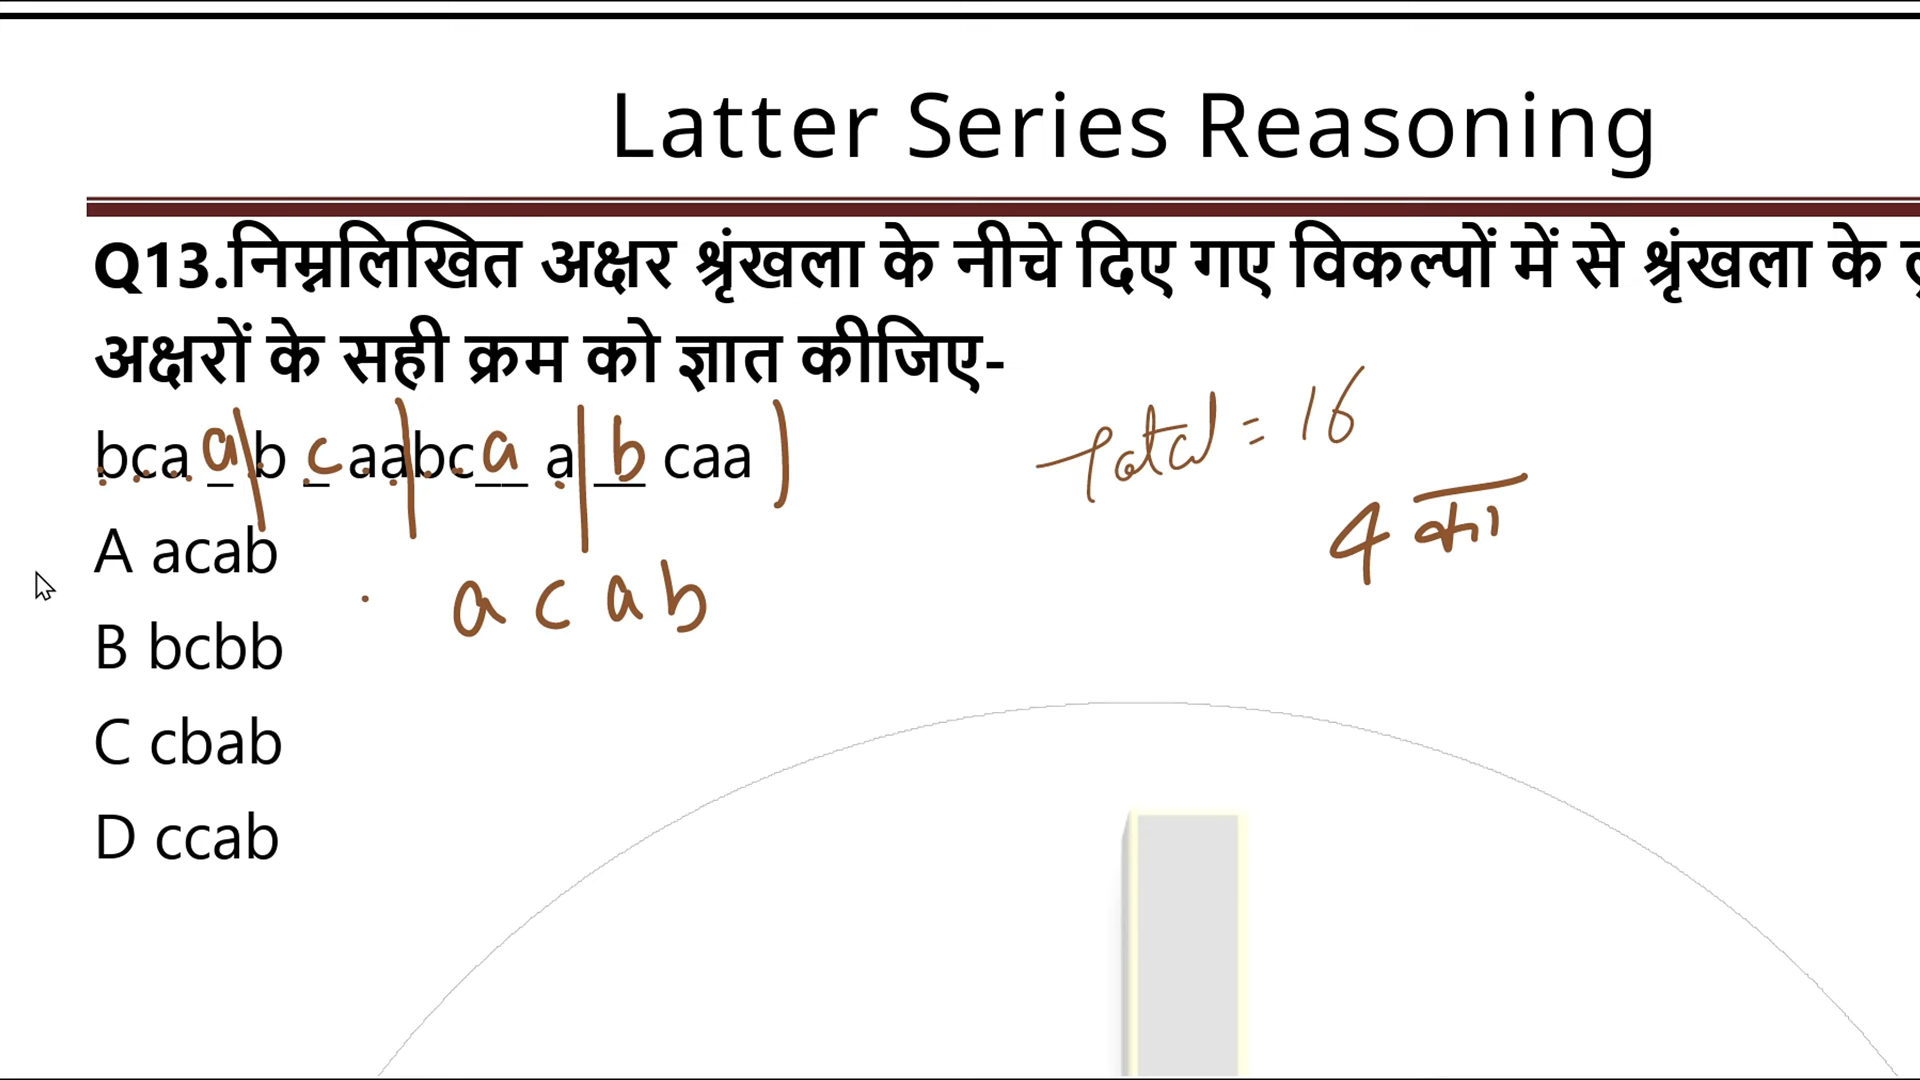 Latter Series Reasoning
Q13.निम्नलिखित अक्षर श्रृंखला के नीचे दिए गए विकल्पों में से श्रृंखला के
अक्षरों के सही क्रम को ज्ञात कीजिए-
bca a b c aabc a a b caa
Total = 16
4 का
A acab
a c a b
B bcbb
C cbab
D ccab